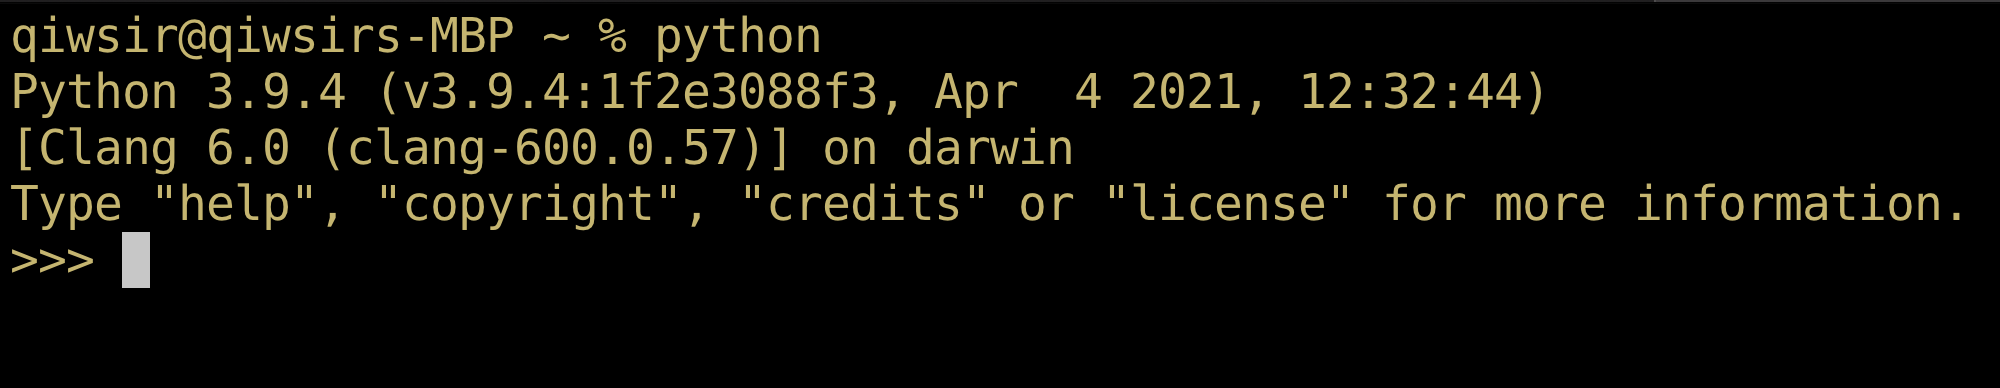 qiwsir@qiwsirs-MBP ~ % python
Python 3.9.4 (v3.9.4:1f2e3088f3, Apr  4 2021, 12:32:44)
[Clang 6.0 (clang-600.0.57)] on darwin
Type "help", "copyright", "credits" or "license" for more information.
>>>